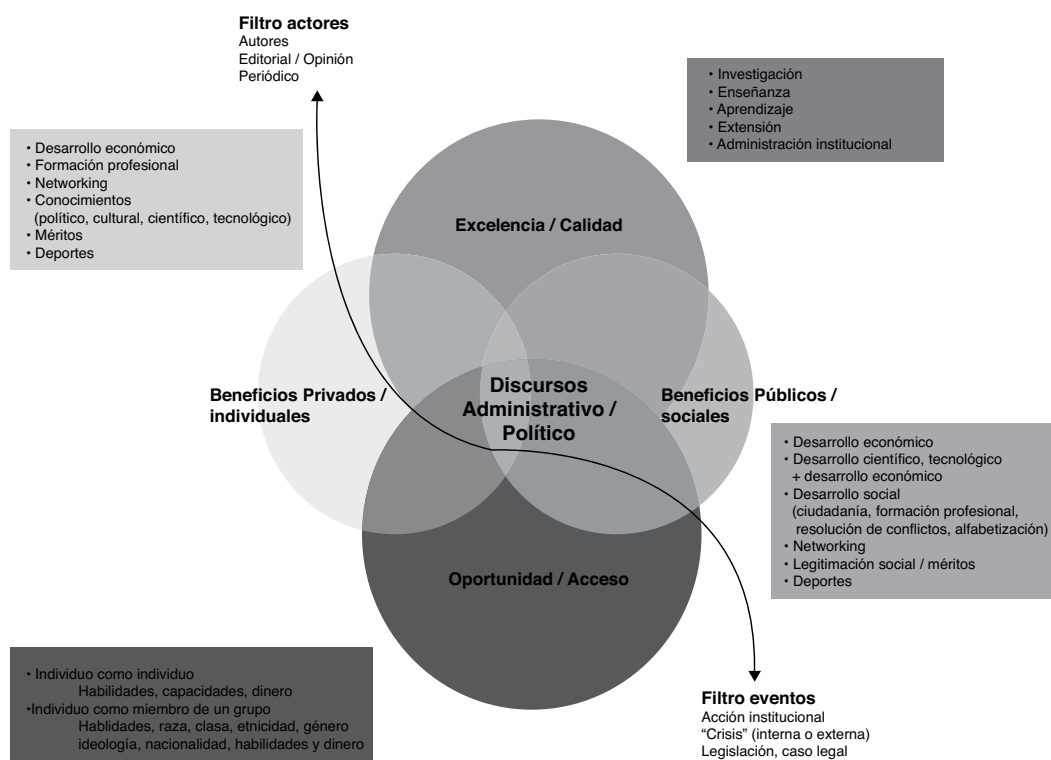 Filtro actores
Autores
Editorial / Opinión
Periódico
• Investigación
• Enseñanza
• Aprendizaje
• Extensión
• Administración institucional
• Desarrollo económico
• Formación profesional
• Networking
• Conocimientos
(político, cultural, científico, tecnológico)
• Méritos
• Deportes
Excelencia / Calidad
Beneficios Privados /
individuales
Discursos
Administrativo /
Político
Beneficios Públicos /
sociales
• Desarrollo económico
• Desarrollo científico, tecnológico
+ desarrollo económico
• Desarrollo social
(ciudadanía, formación profesional,
resolución de conflictos, alfabetización)
• Networking
• Legitimación social / méritos
• Deportes
Oportunidad / Acceso
• Individuo como individuo
Habilidades, capacidades, dinero
•Individuo como miembro de un grupo
Hablidades, raza, clasa, etnicidad, género
ideología, nacionalidad, habilidades y dinero
Filtro eventos
Acción institucional
“Crisis” (interna o externa)
Legislación, caso legal